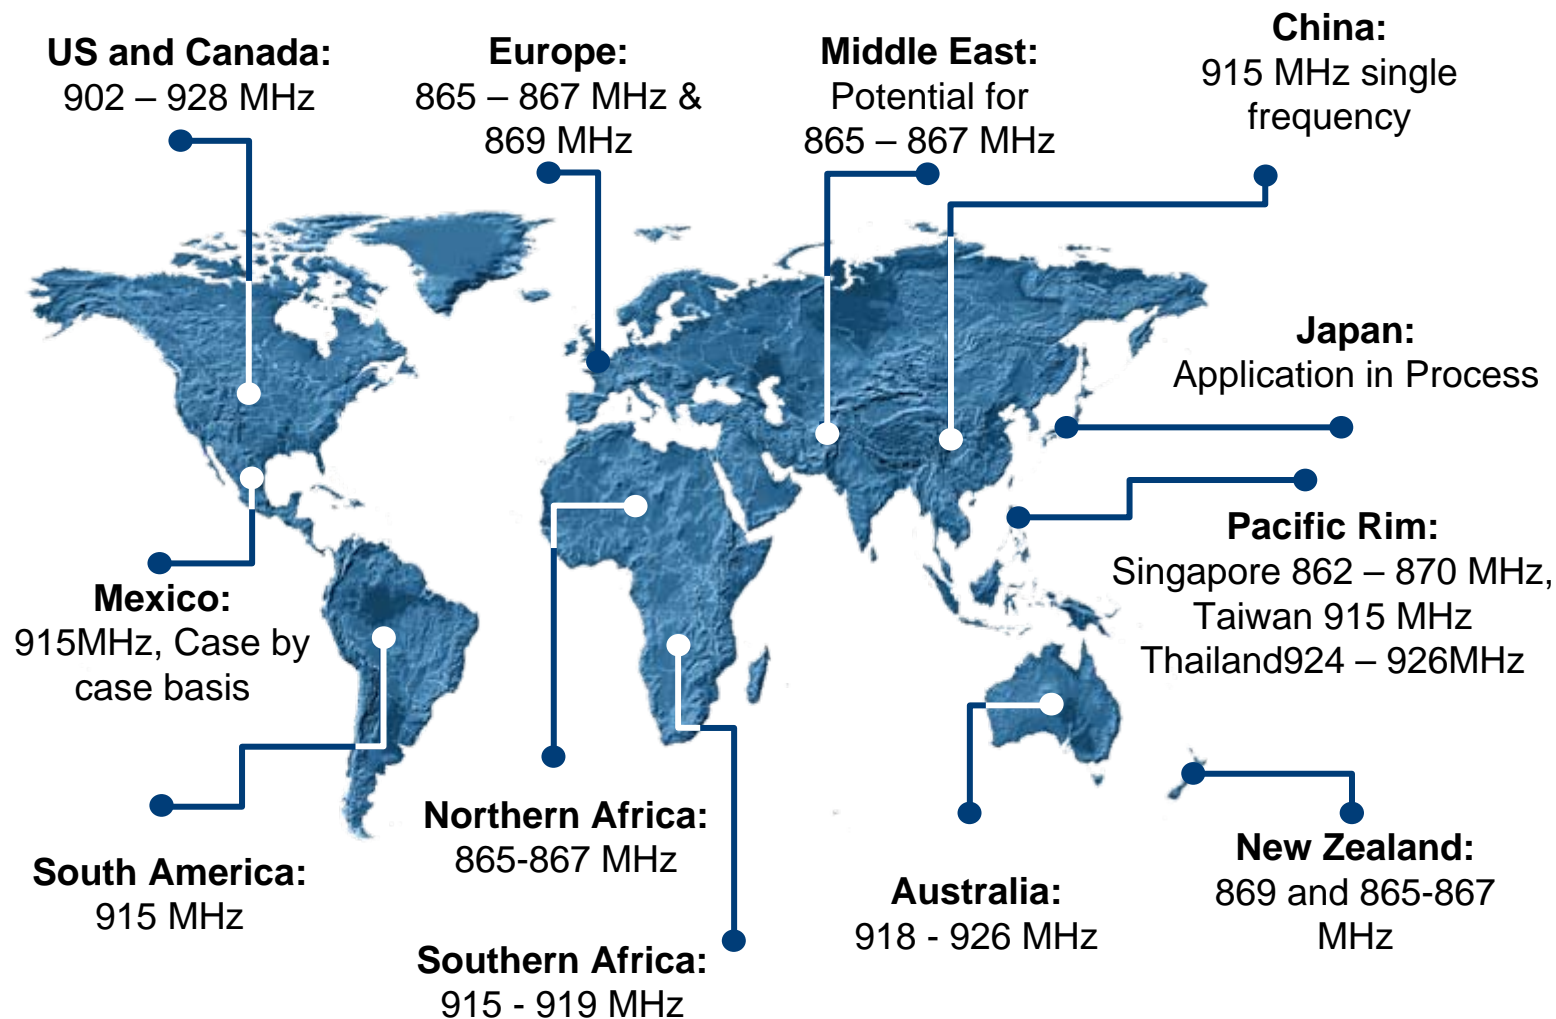 US and Canada:
902 – 928 MHz
Europe:
865 – 867 MHz &
869 MHz
Middle East:
Potential for
865 – 867 MHz
China:
915 MHz single
frequency
Japan:
Application in Process
Pacific Rim:
Singapore 862 – 870 MHz,
Taiwan 915 MHz
Thailand924 – 926MHz
Mexico:
915MHz, Case by
case basis
South America:
915 MHz
Northern Africa:
865-867 MHz
Southern Africa:
915 - 919 MHz
Australia:
918 - 926 MHz
New Zealand:
869 and 865-867
MHz